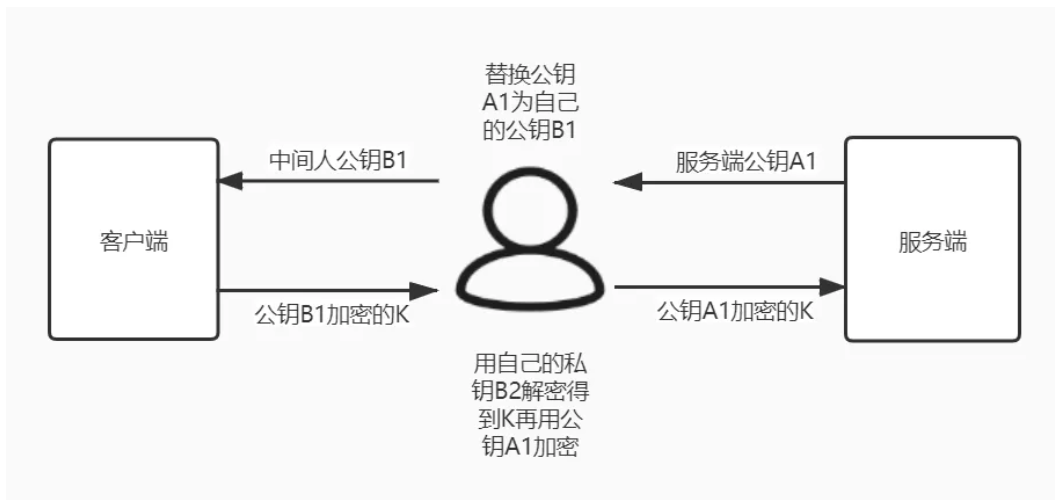 替换公钥
A1为自己
的公钥B1
中间人公钥B1
服务端公钥A1
客户端
服务端
公钥B1加密的K
公钥A1加密的K
用自己的私
钥B2解密得
到K再用公
钥A1加密